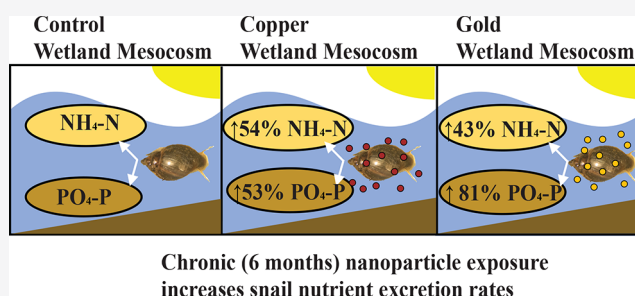 Control
Wetland Mesocosm
Copper
Wetland Mesocosm
Gold
Wetland Mesocosm
NH₄-N
PO₄-P
↑54% NH₄-N
↑53% PO₄-P
↑43% NH₄-N
↑ 81% PO₄-P
Chronic (6 months) nanoparticle exposure
increases snail nutrient excretion rates